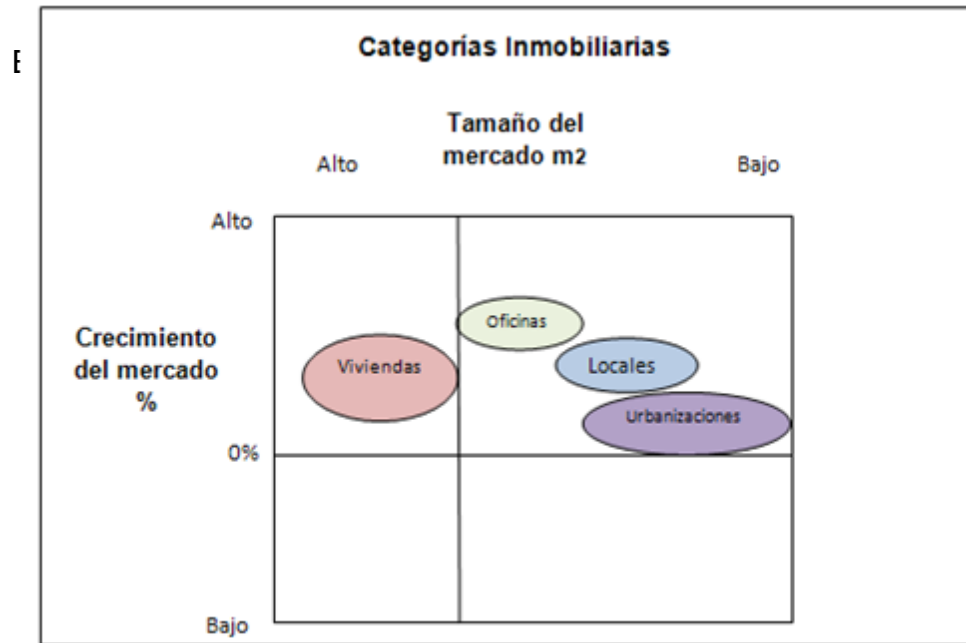 Categorías Inmobiliarias
Tamaño del
mercado m2
Alto
Bajo
Alto
Crecimiento
del mercado
%
0%
Bajo
Viviendas
Oficinas
Locales
Urbanizaciones